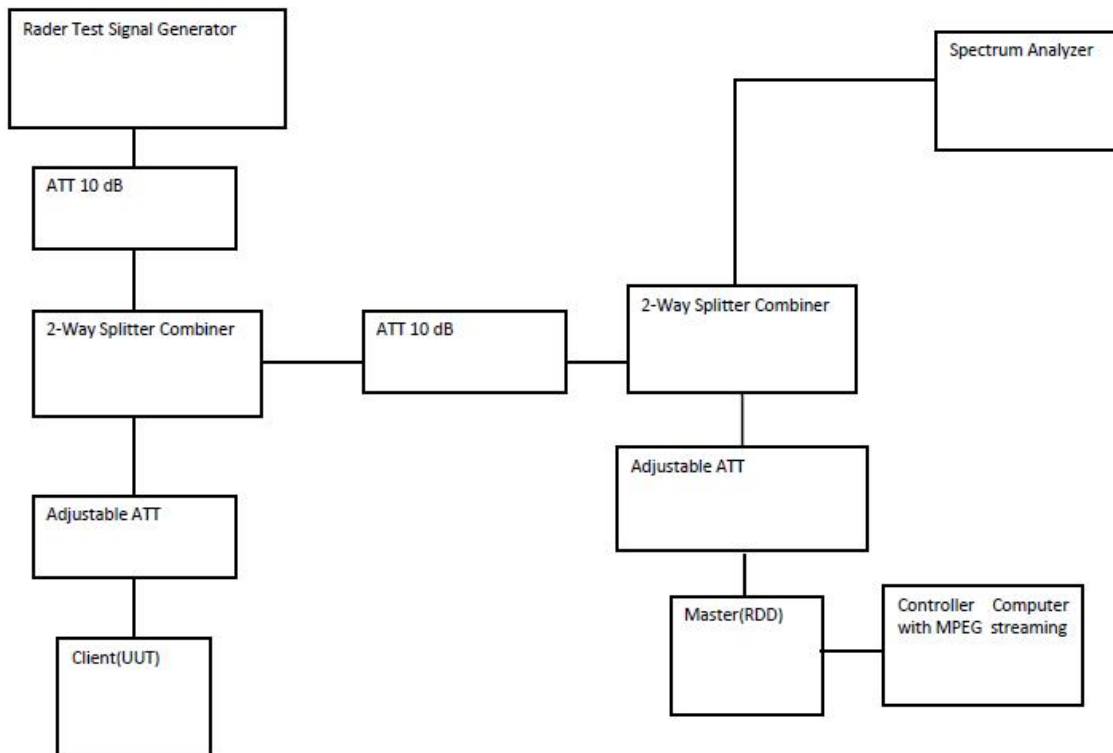 Rader Test Signal Generator
Spectrum Analyzer
ATT 10 dB
2-Way Splitter Combiner
ATT 10 dB
2-Way Splitter Combiner
Adjustable ATT
Adjustable ATT
Master(RDD)
Controller Computer
with MPEG streaming
Client(UUT)